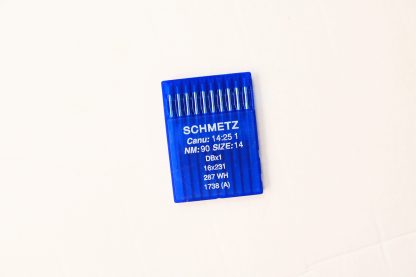 SCHMETZ
Canu: 14:25 1
NM: 90 SIZE: 14
DBx1
16x231
287 WH
1738 (A)